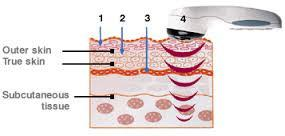 1 2 3 4
Outer skin
True skin
Subcutaneous
tissue